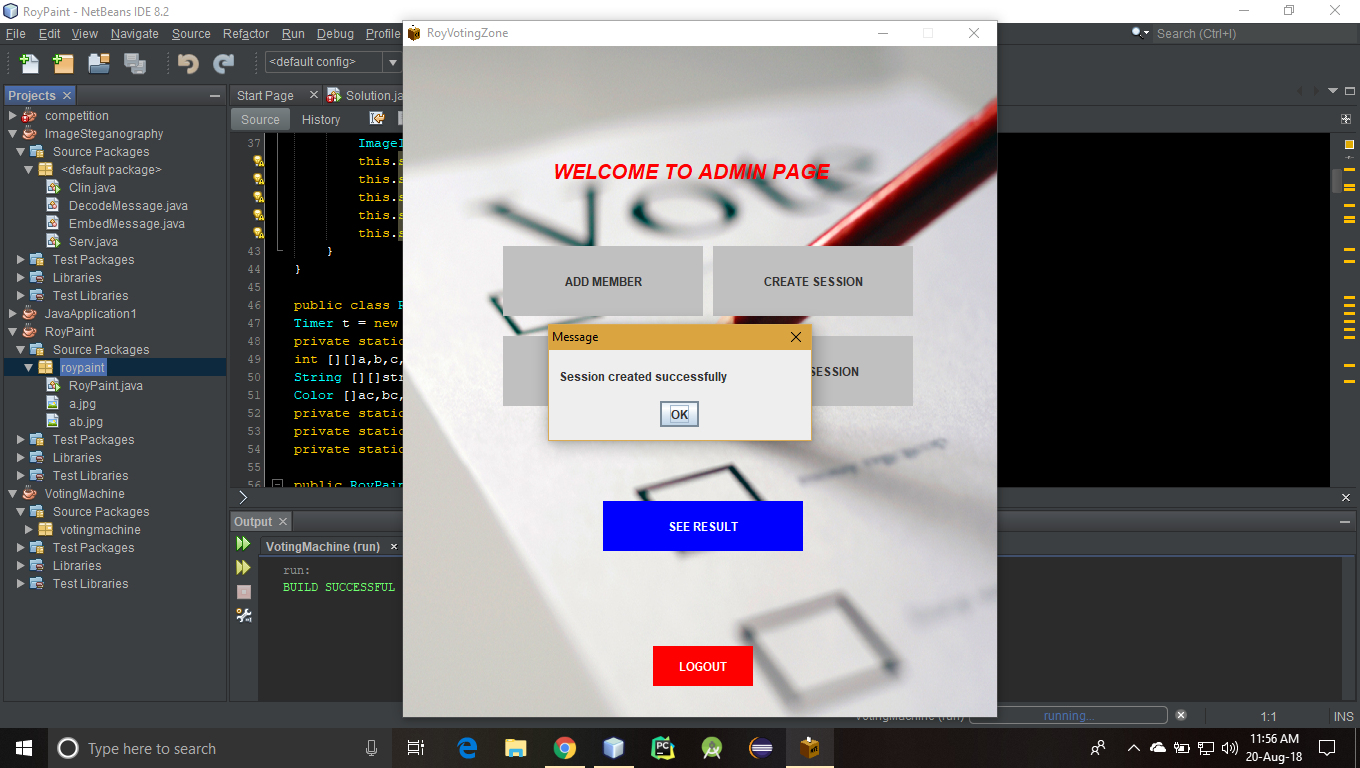 RoyPaint - NetBeans IDE 8.2
File Edit View Navigate Source Refactor Run Debug Profile
Search (Ctrl+I)
<default config>
Projects
competition
ImageSteganography
Source Packages
<default package>
Clin.java
DecodeMessage.java
EmbedMessage.java
Serv.java
Test Packages
Libraries
Test Libraries
JavaApplication1
RoyPaint
Source Packages
roypaint
RoyPaint.java
a.jpg
ab.jpg
Test Packages
Libraries
Test Libraries
VotingMachine
Source Packages
votingmachine
Test Packages
Libraries
Test Libraries
Start Page Solution.ja
Source History
37 ImageI
this.s
this.s
this.s
this.s
this.s
43 }
44 }
45
46 public class R
47 Timer t = new
48 private static
49 int [][]a,b,c,
50 String [][]str
51 Color []ac,bc,
52 private static
53 private static
54 private static
55
56 public RoyPain
Output
VotingMachine (run)
run:
BUILD SUCCESSFUL
RoyVotingZone
Vote
WELCOME TO ADMIN PAGE
ADD MEMBER CREATE SESSION
SESSION
Message
Session created successfully
OK
SEE RESULT
LOGOUT
VotingMachine (run) running... 1:1 INS
Type here to search
11:56 AM
20-Aug-18